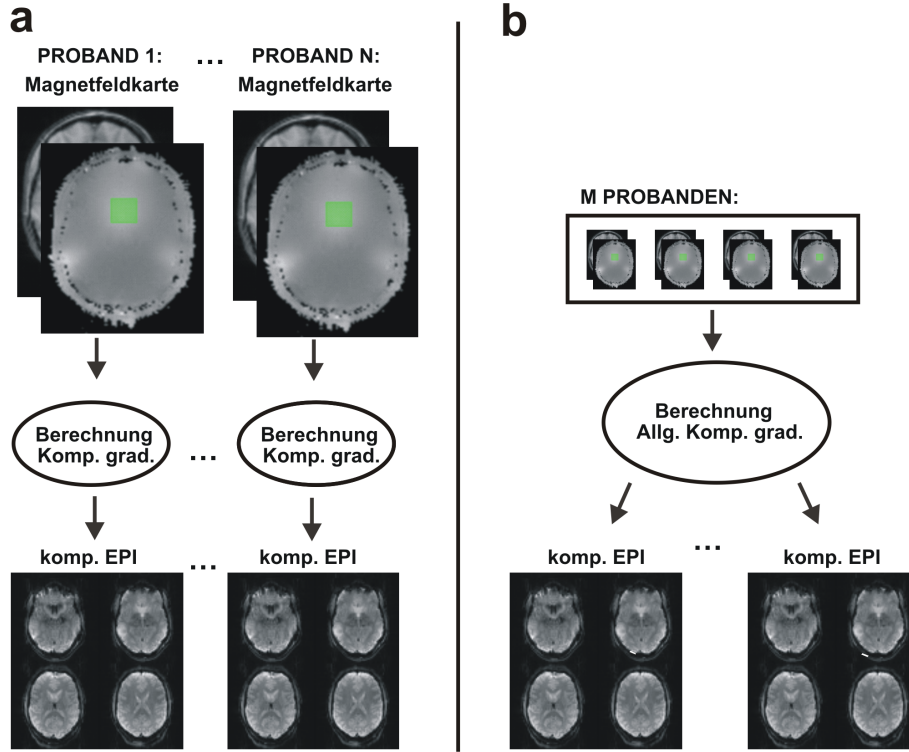 a
PROBAND 1: ... PROBAND N:
Magnetfeldkarte Magnetfeldkarte
Berechnung
Komp. grad.
...
Berechnung
Komp. grad.
komp. EPI ... komp. EPI
b
M PROBANDEN:
Berechnung
Allg. Komp. grad.
...
komp. EPI komp. EPI